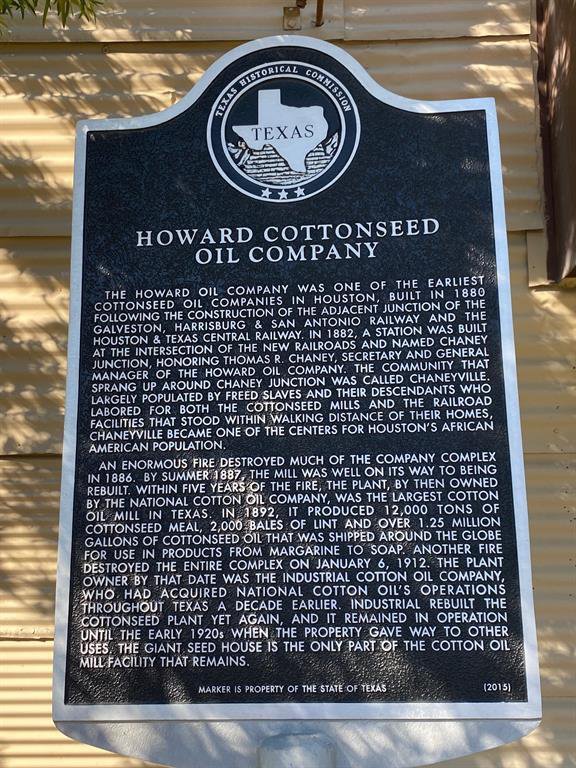 TEXAS HISTORICAL COMMISSION
TEXAS
HOWARD COTTONSEED
OIL COMPANY
THE HOWARD OIL COMPANY WAS ONE OF THE EARLIEST
COTTONSEED OIL COMPANIES IN HOUSTON, BUILT IN 1880
FOLLOWING THE CONSTRUCTION OF THE ADJACENT JUNCTION OF THE
GALVESTON, HARRISBURG & SAN ANTONIO RAILWAY AND THE
HOUSTON & TEXAS CENTRAL RAILWAY. IN 1882, A STATION WAS BUILT
AT THE INTERSECTION OF THE NEW RAILROADS AND NAMED CHANEY
JUNCTION, HONORING THOMAS R. CHANEY, SECRETARY AND GENERAL
MANAGER OF THE HOWARD OIL COMPANY. THE COMMUNITY THAT
SPRANG UP AROUND CHANEY JUNCTION WAS CALLED CHANEYVILLE.
LARGELY POPULATED BY FREED SLAVES AND THEIR DESCENDANTS WHO
LABORED FOR BOTH THE COTTONSEED MILLS AND THE RAILROAD
FACILITIES THAT STOOD WITHIN WALKING DISTANCE OF THEIR HOMES,
CHANEYVILLE BECAME ONE OF THE CENTERS FOR HOUSTON'S AFRICAN
AMERICAN POPULATION.
AN ENORMOUS FIRE DESTROYED MUCH OF THE COMPANY COMPLEX
IN 1886. BY SUMMER 1887, THE MILL WAS WELL ON ITS WAY TO BEING
REBUILT. WITHIN FIVE YEARS OF THE FIRE, THE PLANT, BY THEN OWNED
BY THE NATIONAL COTTON OIL COMPANY, WAS THE LARGEST COTTON
OIL MILL IN TEXAS. IN 1892, IT PRODUCED 12,000 TONS OF
COTTONSEED MEAL, 2,000 BALES OF LINT AND OVER 1.25 MILLION
GALLONS OF COTTONSEED OIL THAT WAS SHIPPED AROUND THE GLOBE
FOR USE IN PRODUCTS FROM MARGARINE TO SOAP. ANOTHER FIRE
DESTROYED THE ENTIRE COMPLEX ON JANUARY 6, 1912. THE PLANT
OWNER BY THAT DATE WAS THE INDUSTRIAL COTTON OIL COMPANY,
WHO HAD ACQUIRED NATIONAL COTTON OIL'S OPERATIONS
THROUGHOUT TEXAS A DECADE EARLIER. INDUSTRIAL REBUILT THE
COTTONSEED PLANT YET AGAIN, AND IT REMAINED IN OPERATION
UNTIL THE EARLY 1920s WHEN THE PROPERTY GAVE WAY TO OTHER
USES. THE GIANT SEED HOUSE IS THE ONLY PART OF THE COTTON OIL
MILL FACILITY THAT REMAINS.
MARKER IS PROPERTY OF THE STATE OF TEXAS (2015)